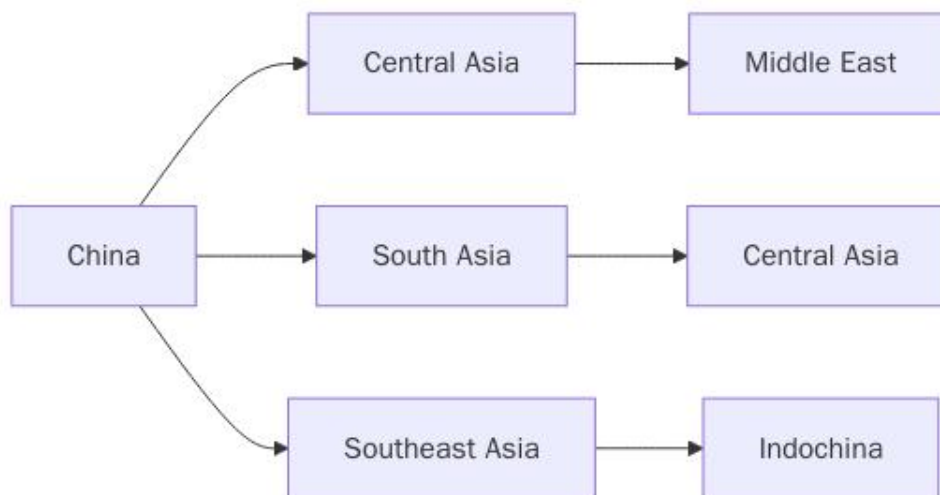 Central Asia
Middle East
China
South Asia
Central Asia
Southeast Asia
Indochina